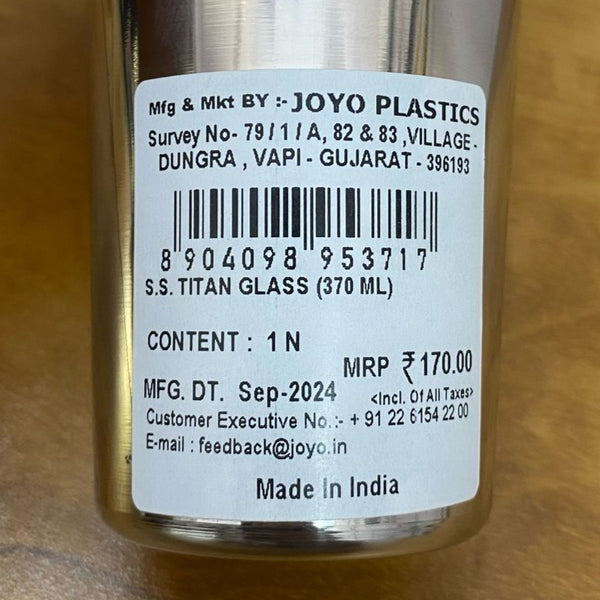 Mfg & Mkt BY :- JOYO PLASTICS
Survey No- 79 / 1 / A, 82 & 83 ,VILLAGE -
DUNGRA , VAPI - GUJARAT - 396193
8 904098 953717
S.S. TITAN GLASS (370 ML)
CONTENT : 1 N
MRP ₹170.00
MFG. DT. Sep-2024
<Incl. Of All Taxes>
Customer Executive No.:- + 91 22 6154 22 00
E-mail : feedback@joyo.in
Made In India